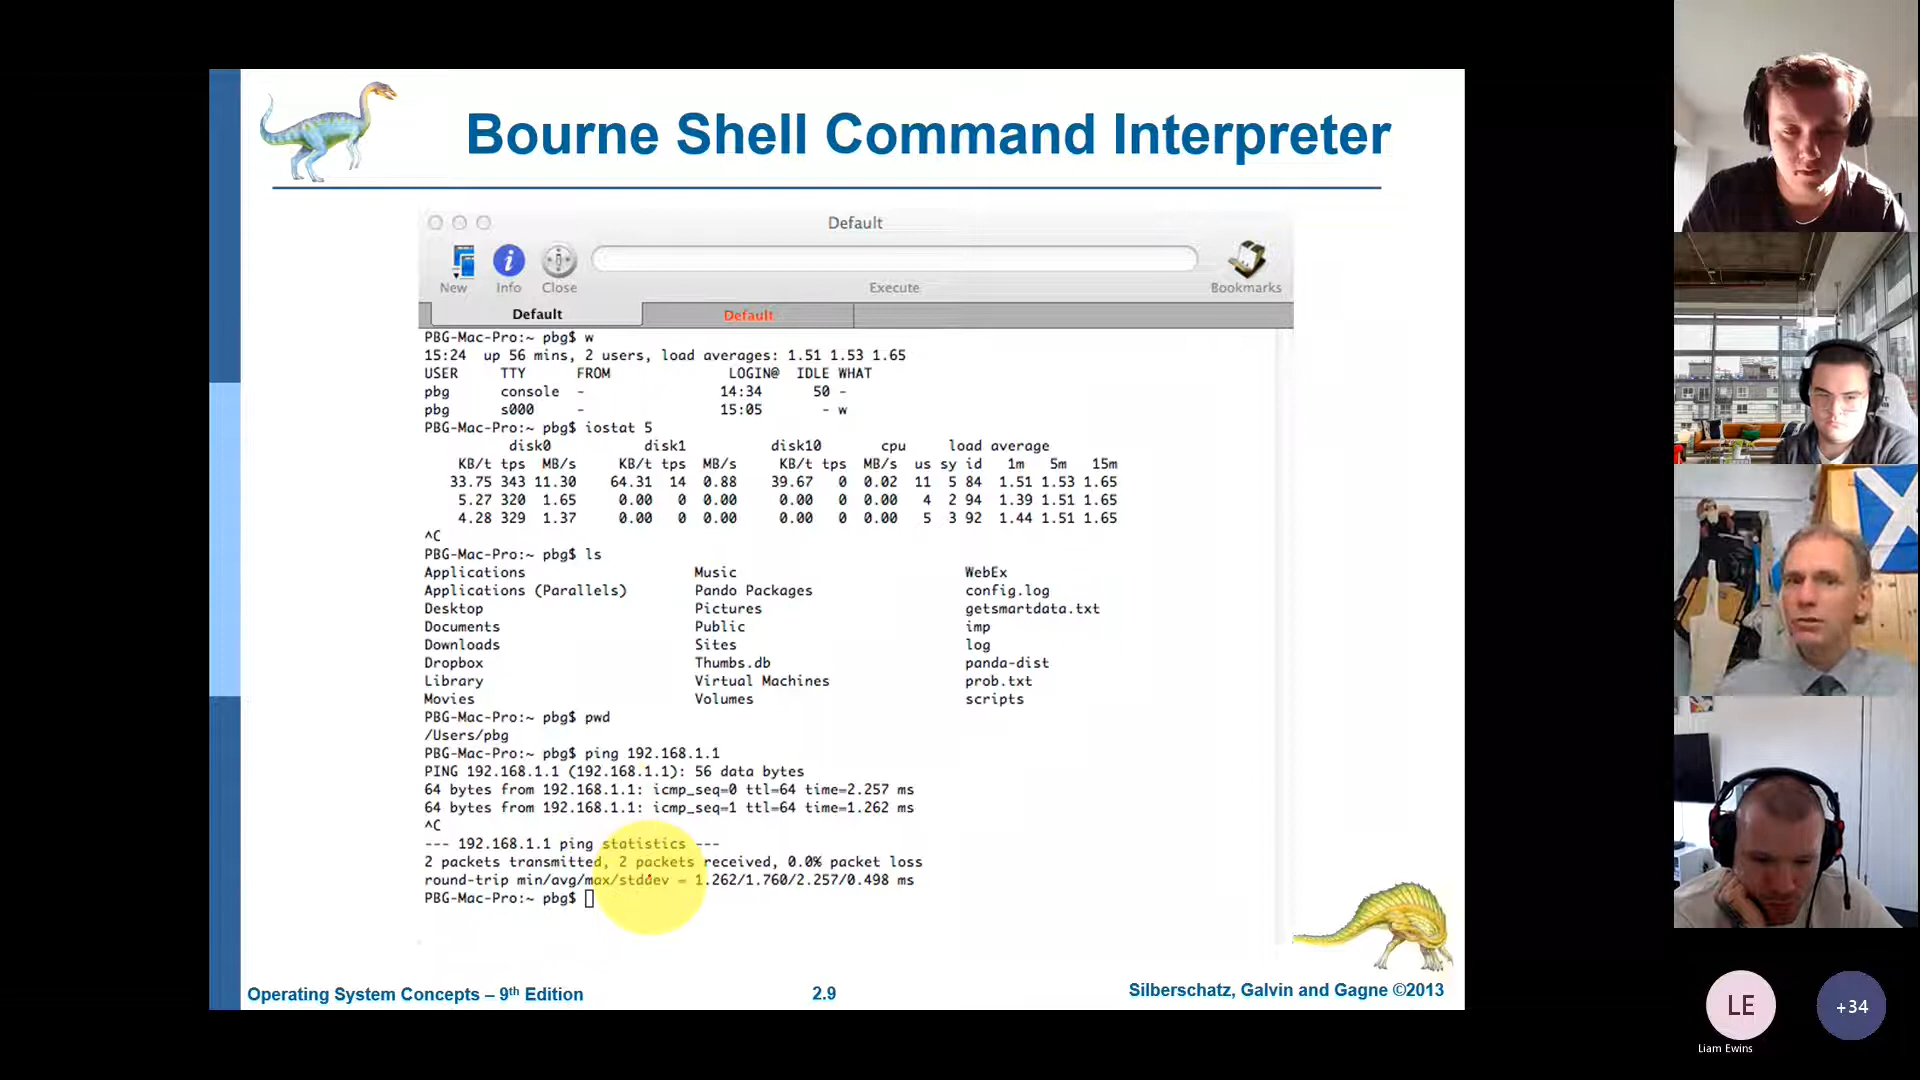 Bourne Shell Command Interpreter
Default
New Info Close Execute Bookmarks
Default Default
PBG-Mac-Pro:~ pbg$ w
15:24 up 56 mins, 2 users, load averages: 1.51 1.53 1.65
USER TTY FROM LOGIN@ IDLE WHAT
pbg console - 14:34 50 -
pbg s000 - 15:05 - w
PBG-Mac-Pro:~ pbg$ iostat 5
disk0 disk1 disk10 cpu load average
KB/t tps MB/s KB/t tps MB/s KB/t tps MB/s us sy id 1m 5m 15m
33.75 343 11.30 64.31 14 0.88 39.67 0 0.02 11 5 84 1.51 1.53 1.65
5.27 320 1.65 0.00 0 0.00 0.00 0 0.00 4 2 94 1.39 1.51 1.65
4.28 329 1.37 0.00 0 0.00 0.00 0 0.00 5 3 92 1.44 1.51 1.65
^C
PBG-Mac-Pro:~ pbg$ ls
Applications Music WebEx
Applications (Parallels) Pando Packages config.log
Desktop Pictures getsmartdata.txt
Documents Public imp
Downloads Sites log
Dropbox Thumbs.db panda-dist
Library Virtual Machines prob.txt
Movies Volumes scripts
PBG-Mac-Pro:~ pbg$ pwd
/Users/pbg
PBG-Mac-Pro:~ pbg$ ping 192.168.1.1
PING 192.168.1.1 (192.168.1.1): 56 data bytes
64 bytes from 192.168.1.1: icmp_seq=0 ttl=64 time=2.257 ms
64 bytes from 192.168.1.1: icmp_seq=1 ttl=64 time=1.262 ms
^C
--- 192.168.1.1 ping statistics ---
2 packets transmitted, 2 packets received, 0.0% packet loss
round-trip min/avg/max/stddev = 1.262/1.760/2.257/0.498 ms
PBG-Mac-Pro:~ pbg$
Operating System Concepts – 9th Edition 2.9 Silberschatz, Galvin and Gagne ©2013
LE +34
Liam Ewins